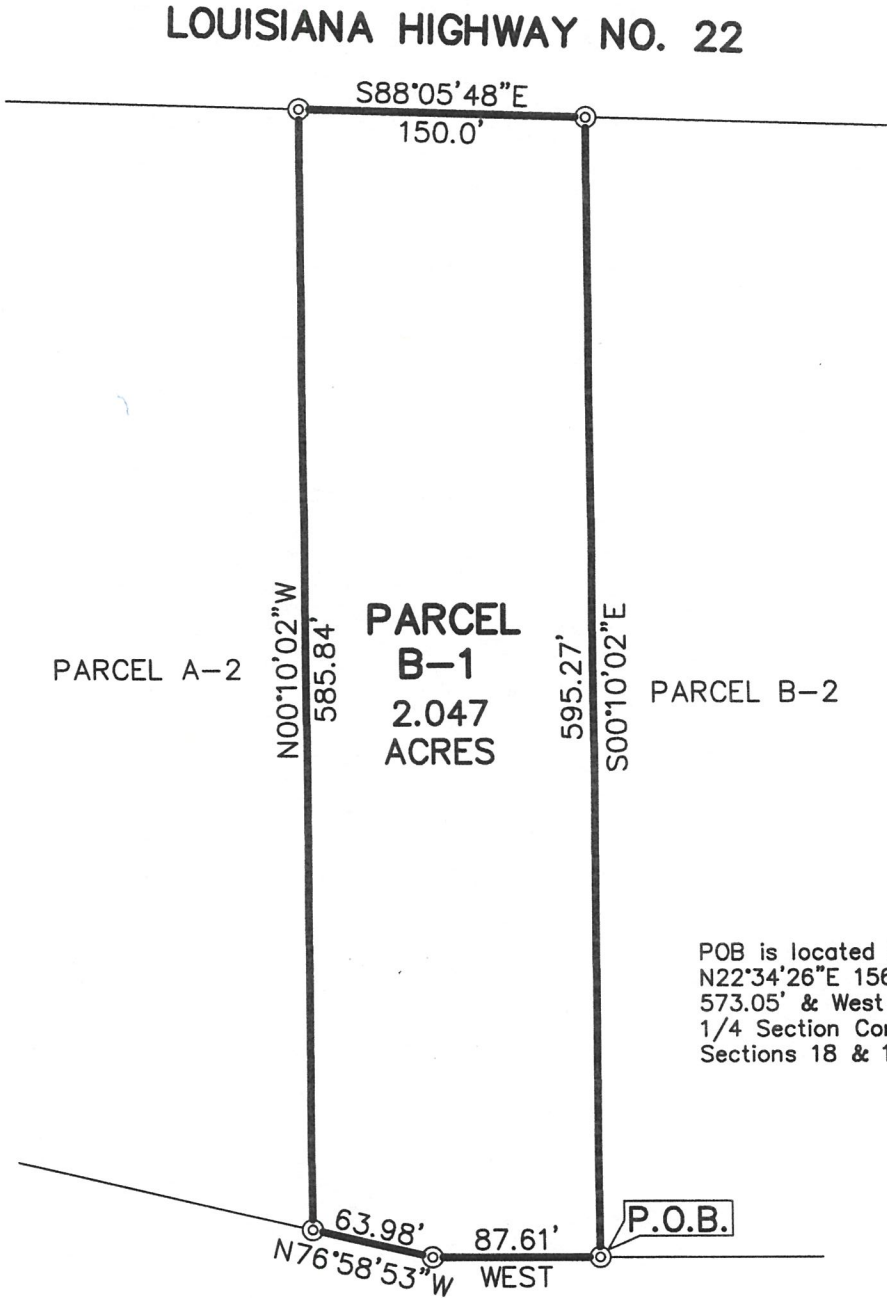 LOUISIANA HIGHWAY NO. 22
S88°05'48"E
150.0'
N00°10'02"W
585.84'
PARCEL A-2
PARCEL
B-1
2.047
ACRES
595.27'
S00°10'02"E
PARCEL B-2
POB is located
N22°34'26"E
573.05' & West
1/4 Section
Sections 18 &
63.98'
N76°58'53"W
87.61'
WEST
P.O.B.